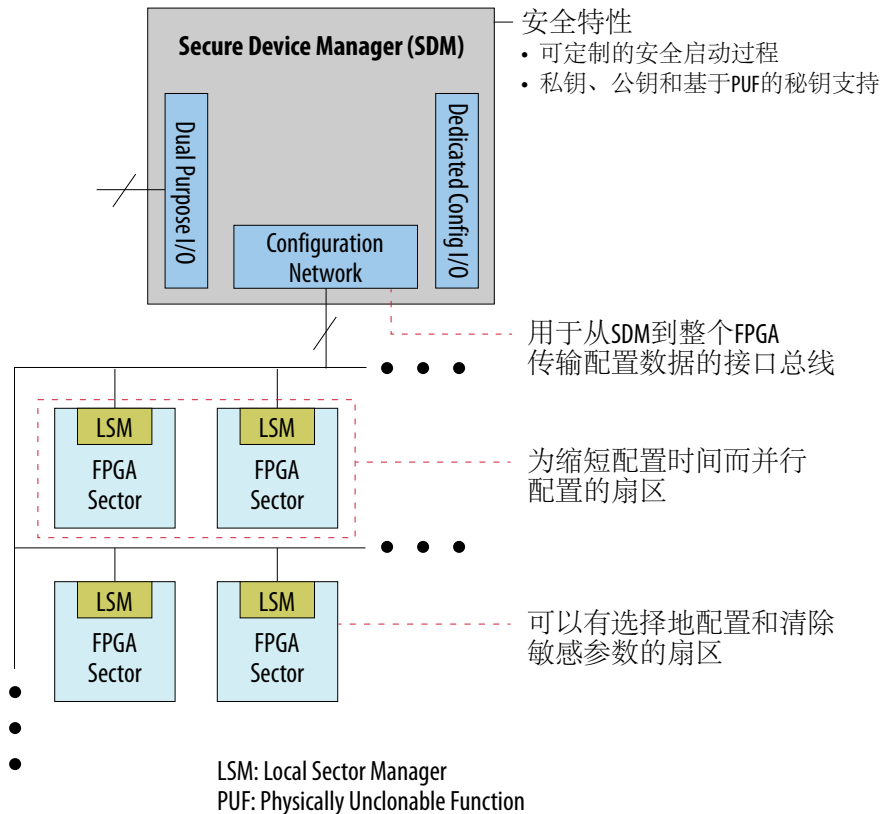 Secure Device Manager (SDM)
Dual Purpose I/O
Dedicated Config I/O
Configuration
Network
安全特性
• 可定制的安全启动过程
• 私钥、公钥和基于PUF的秘钥支持
用于从SDM到整个FPGA
传输配置数据的接口总线
LSM
FPGA
Sector
LSM
FPGA
Sector
为缩短配置时间而并行
配置的扇区
LSM
FPGA
Sector
LSM
FPGA
Sector
可以有选择地配置和清除
敏感参数的扇区
LSM: Local Sector Manager
PUF: Physically Unclonable Function